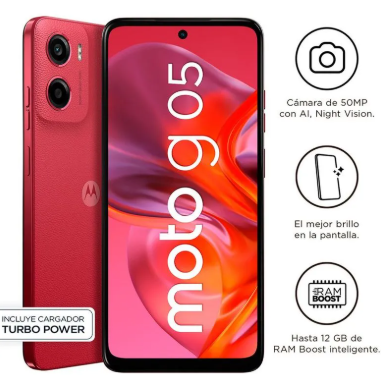 moto g 05
Cámara de 50MP
con AI, Night Vision.
El mejor brillo
en la pantalla.
RAM
BOOST
Hasta 12 GB de
RAM Boost inteligente.
INCLUYE CARGADOR
TURBO POWER